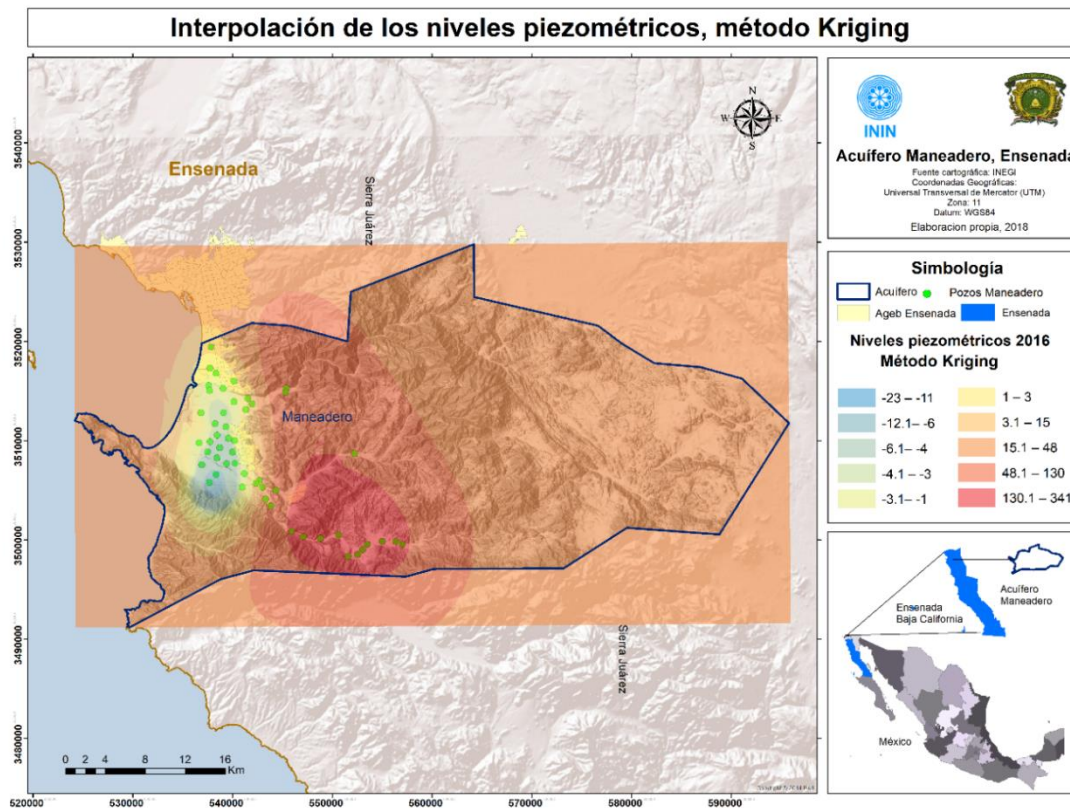 Interpolación de los niveles piezométricos, método Kriging
N
W E
S
Ensenada
Sierra Juárez
Maneadero
Sierra Juárez
3540000
3530000
3520000
3510000
3500000
3490000
3480000
0 2 4 8 12 16
Km
520000 530000 540000 550000 560000 570000 580000 590000
ININ
Acuífero Maneadero, Ensenada
Fuente cartográfica: INEGI
Coordenadas Geográficas:
Universal Transversal de Mercator (UTM)
Zona: 11
Datum: WGS84
Elaboracion propia, 2018
Simbología
Acuífero Pozos Maneadero
Ageb Ensenada Ensenada
Niveles piezométricos 2016
Método Kriging
-23 – -11 1 – 3
-12.1– -6 3.1 – 15
-6.1– -4 15.1 – 48
-4.1– -3 48.1 – 130
-3.1– -1 130.1 – 341
Acuífero
Maneadero
Ensenada
Baja California
México